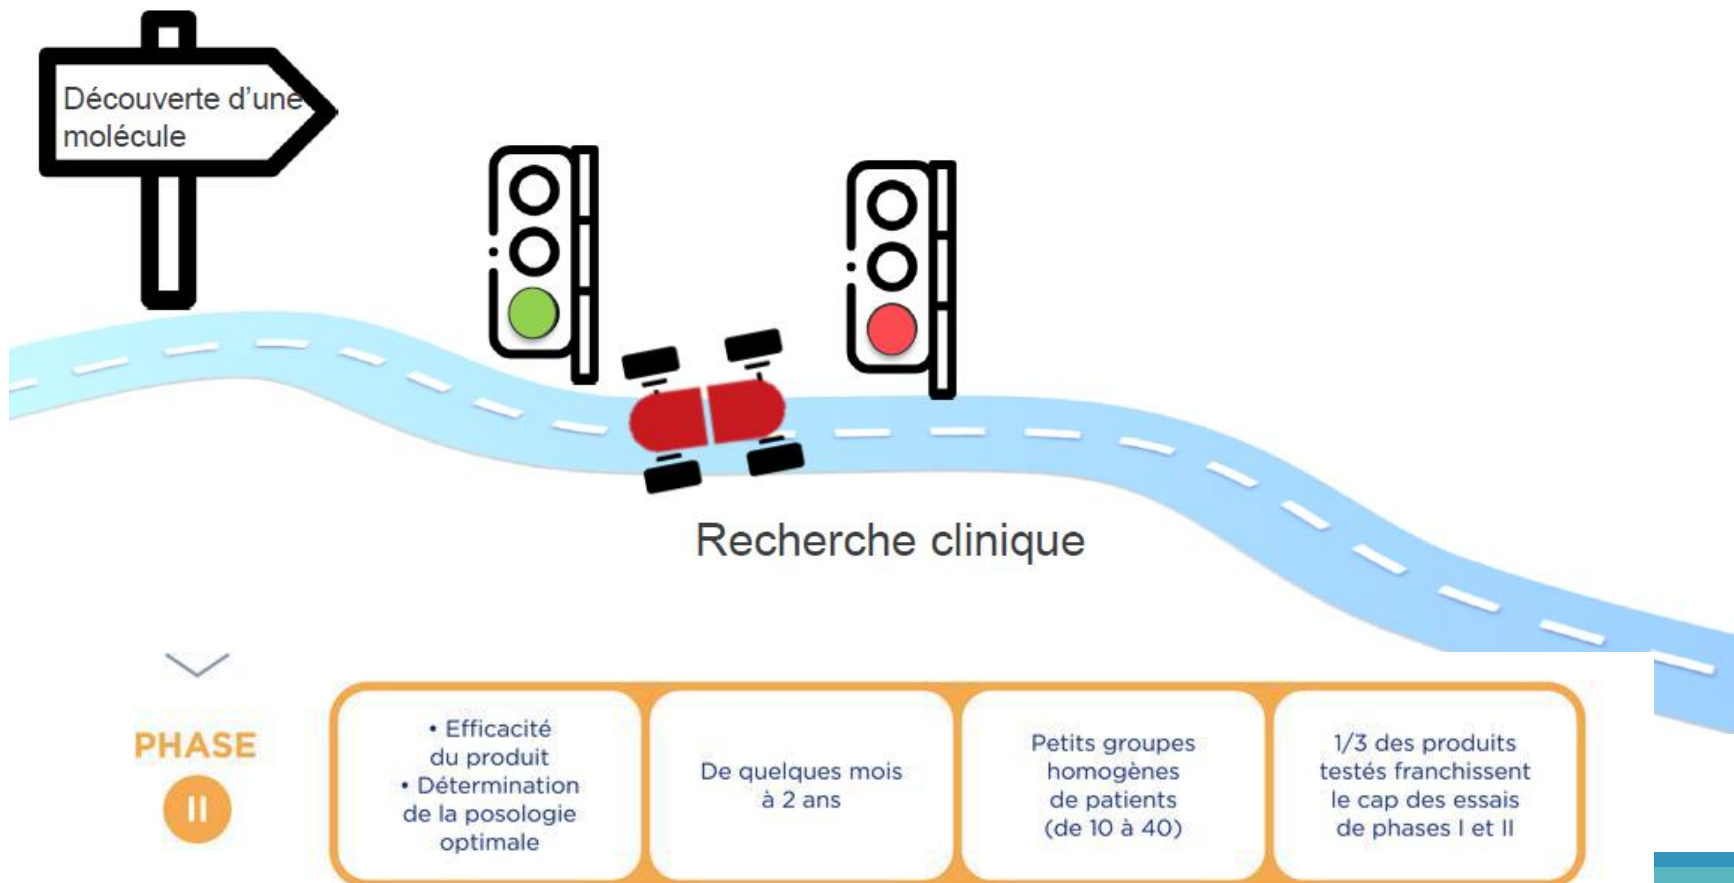 Découverte d'une
molécule
Recherche clinique
PHASE
II
• Efficacité
du produit
• Détermination
de la posologie
optimale
De quelques mois
à 2 ans
Petits groupes
homogènes
de patients
(de 10 à 40)
1/3 des produits
testés franchissent
le cap des essais
de phases I et II